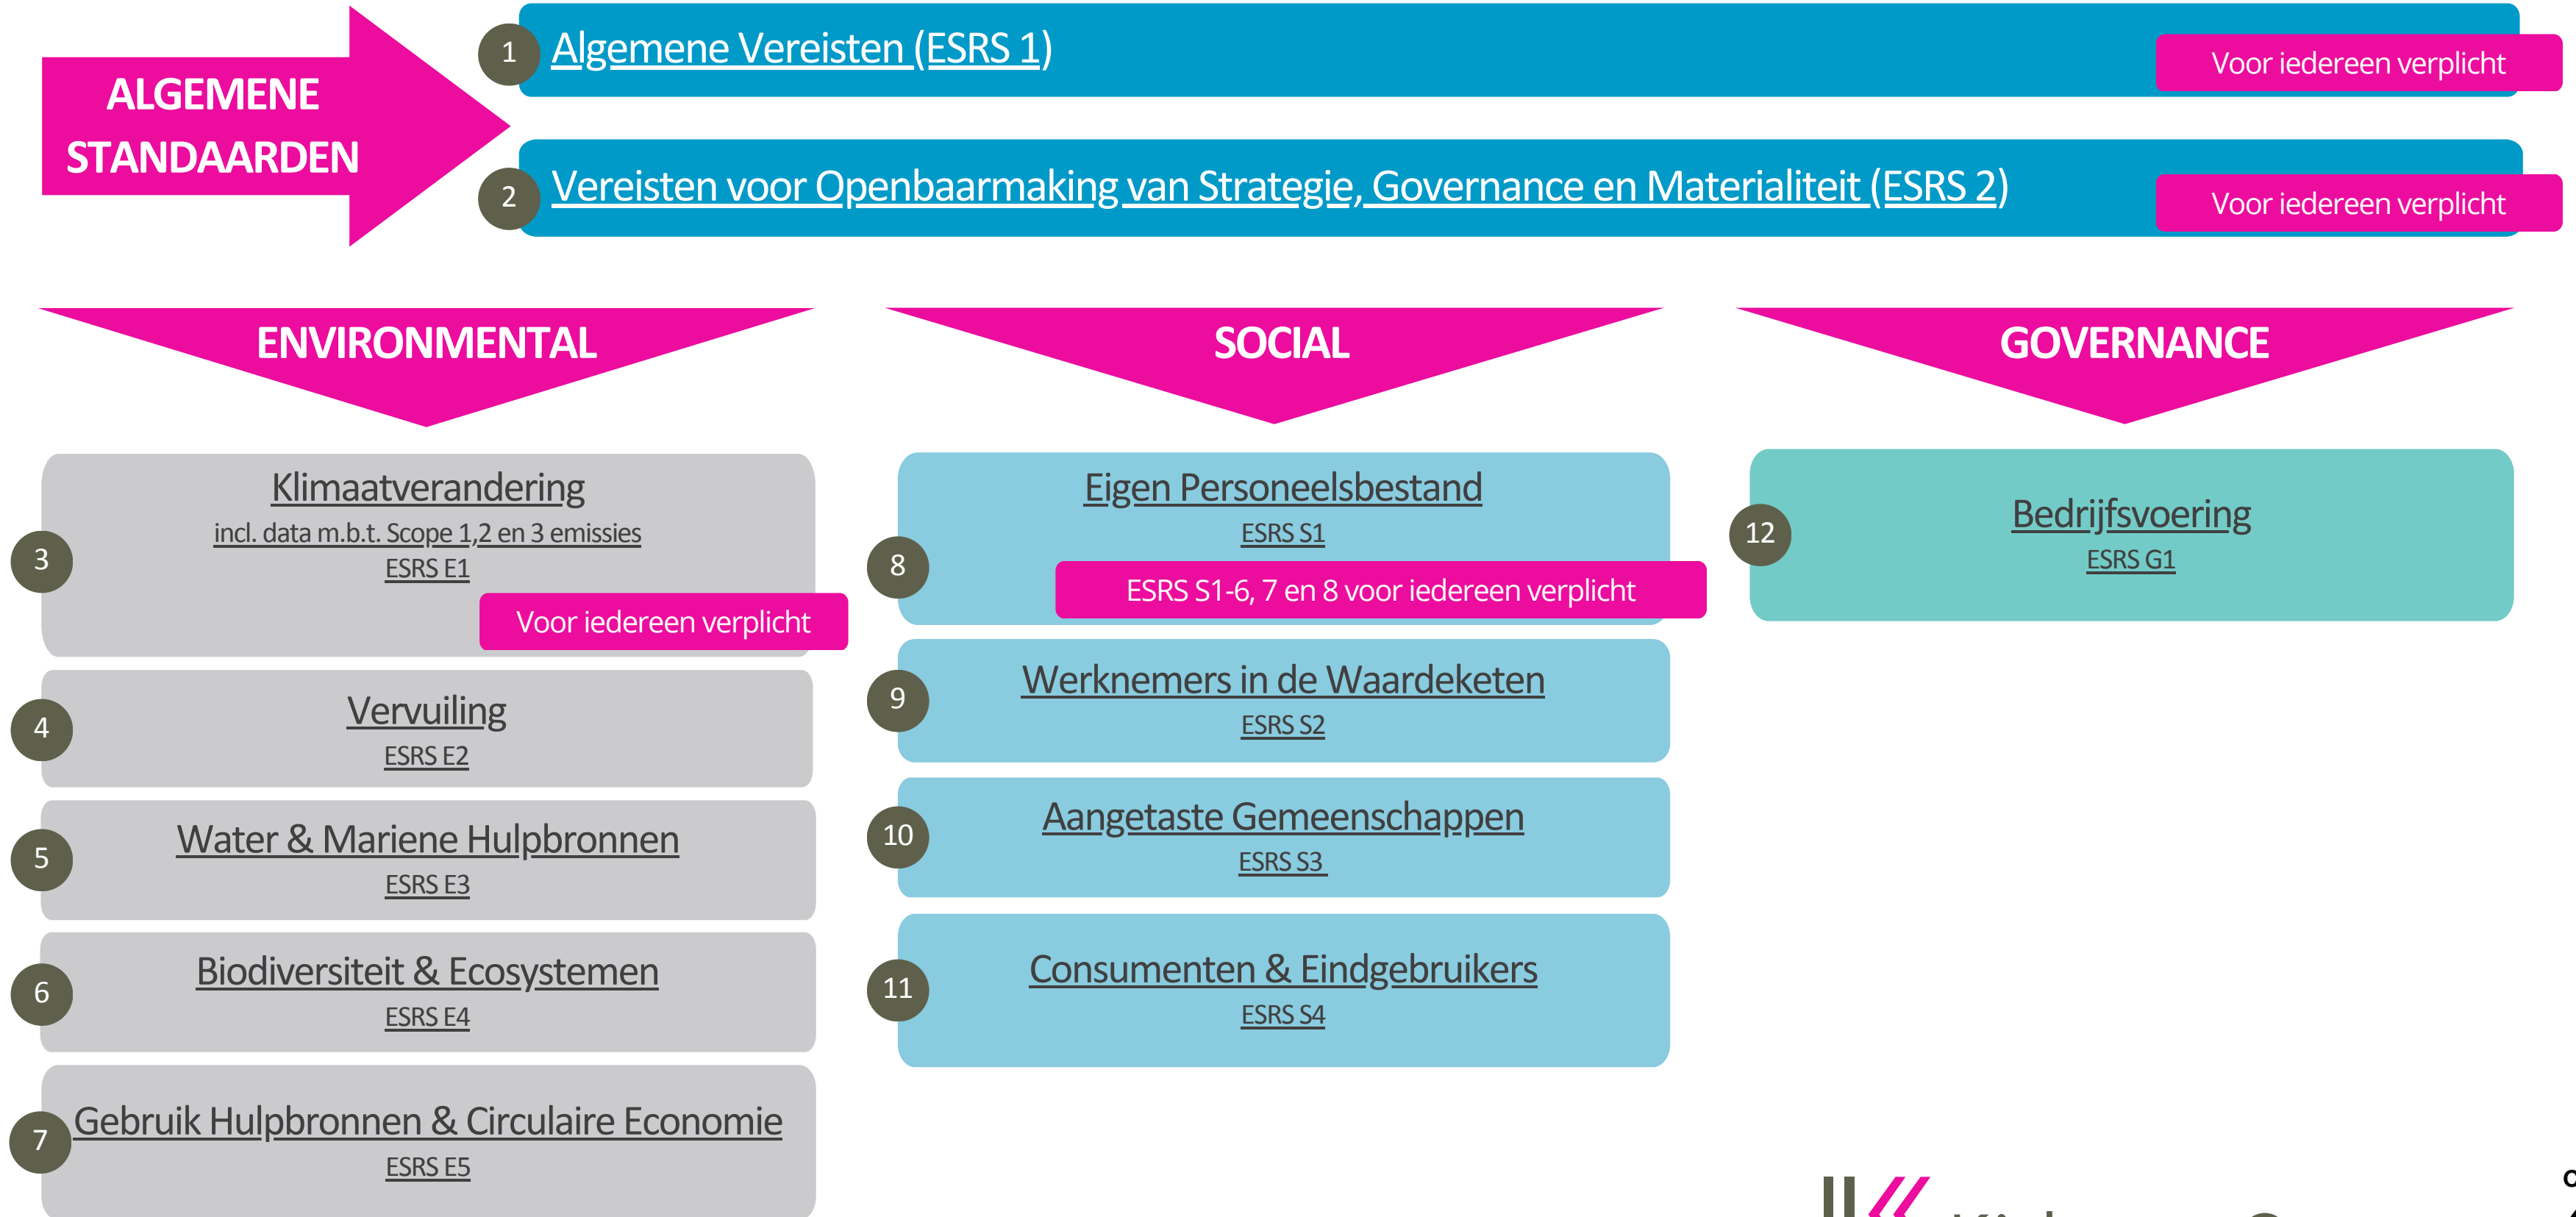 ALGEMENE
STANDAARDEN
1
Algemene Vereisten (ESRS 1)
Voor iedereen verplicht
2
Vereisten voor Openbaarmaking van Strategie, Governance en Materialiteit (ESRS 2)
Voor iedereen verplicht
ENVIRONMENTAL
3
Klimaatverandering
incl. data m.b.t. Scope 1,2 en 3 emissies
ESRS E1
Voor iedereen verplicht
4
Vervuiling
ESRS E2
5
Water & Mariene Hulpbronnen
ESRS E3
6
Biodiversiteit & Ecosystemen
ESRS E4
7
Gebruik Hulpbronnen & Circulaire Economie
ESRS E5
SOCIAL
8
Eigen Personeelsbestand
ESRS S1
ESRS S1-6, 7 en 8 voor iedereen verplicht
9
Werknemers in de Waardeketen
ESRS S2
10
Aangetaste Gemeenschappen
ESRS S3
11
Consumenten & Eindgebruikers
ESRS S4
GOVERNANCE
12
Bedrijfsvoering
ESRS G1